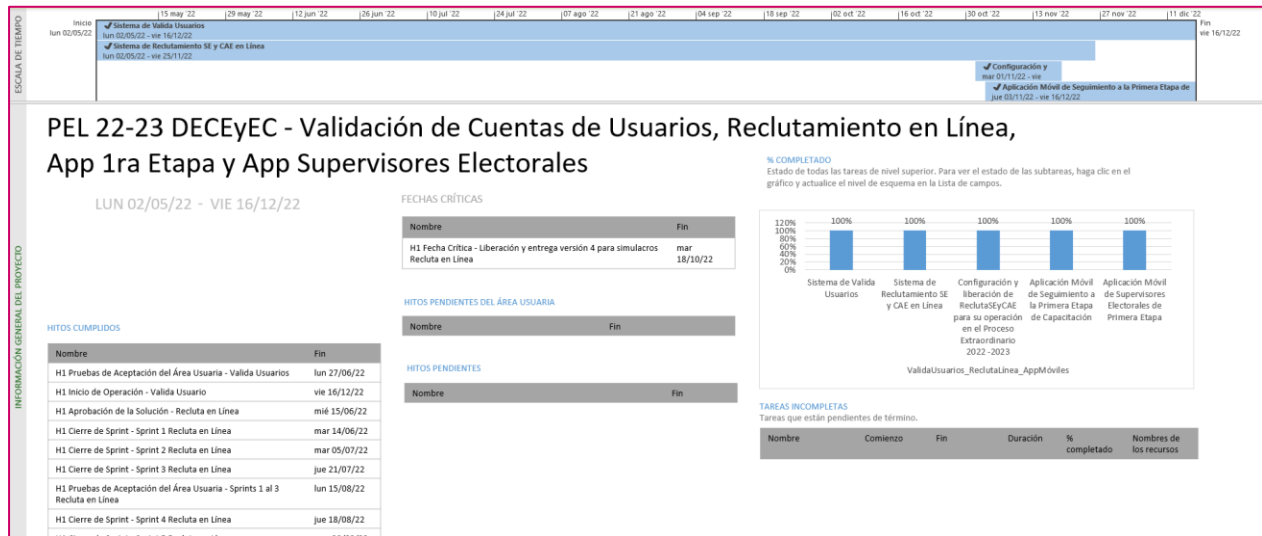 ESCALA DE TIEMPO
15 may '22 29 may '22 12 jun '22 26 jun '22 10 jul '22 24 jul '22 07 ago '22 21 ago '22 04 sep '22 18 sep '22 02 oct '22 16 oct '22 30 oct '22 13 nov '22 27 nov '22 11 dic '22
Inicio
lun 02/05/22
Sistema de Valida Usuarios
lun 02/05/22 - vie 16/12/22
Sistema de Reclutamiento SE y CAE en Línea
lun 02/05/22 - vie 25/11/22
Configuración y
mar 01/11/22 - vie
Aplicación Móvil de Seguimiento a la Primera Etapa de
jue 03/11/22 - vie 16/12/22
Fin
vie 16/12/22
INFORMACIÓN GENERAL DEL PROYECTO
PEL 22-23 DECEyEC - Validación de Cuentas de Usuarios, Reclutamiento en Línea,
App 1ra Etapa y App Supervisores Electorales
LUN 02/05/22 - VIE 16/12/22
HITOS CUMPLIDOS
Nombre Fin
H1 Pruebas de Aceptación del Área Usuaria - Valida Usuarios lun 27/06/22
H1 Inicio de Operación - Valida Usuario vie 16/12/22
H1 Aprobación de la Solución - Recluta en Línea mié 15/06/22
H1 Cierre de Sprint - Sprint 1 Recluta en Línea mar 14/06/22
H1 Cierre de Sprint - Sprint 2 Recluta en Línea mar 05/07/22
H1 Cierre de Sprint - Sprint 3 Recluta en Línea jue 21/07/22
H1 Pruebas de Aceptación del Área Usuaria - Sprints 1 al 3 lun 15/08/22
Recluta en Línea
H1 Cierre de Sprint - Sprint 4 Recluta en Línea jue 18/08/22
FECHAS CRÍTICAS
Nombre Fin
H1 Fecha Crítica - Liberación y entrega versión 4 para simulacros mar
Recluta en Línea 18/10/22
HITOS PENDIENTES DEL ÁREA USUARIA
Nombre Fin
HITOS PENDIENTES
Nombre Fin
% COMPLETADO
Estado de todas las tareas de nivel superior. Para ver el estado de las subtareas, haga clic en el
gráfico y actualice el nivel de esquema en la Lista de campos.
120%
100%
80%
60%
40%
20%
0%
100% 100% 100% 100% 100%
Sistema de Valida
Usuarios
Sistema de
Reclutamiento SE
y CAE en Línea
Configuración y
liberación de
ReclutaSEyCAE
para su operación
en el Proceso
Extraordinario
2022 -2023
Aplicación Móvil
de Seguimiento a
la Primera Etapa
de Capacitación
Aplicación Móvil
de Supervisores
Electorales de
Primera Etapa
ValidaUsuarios_ReclutaLínea_AppMóviles
TAREAS INCOMPLETAS
Tareas que están pendientes de término.
Nombre Comienzo Fin Duración % Nombres de
completado los recursos